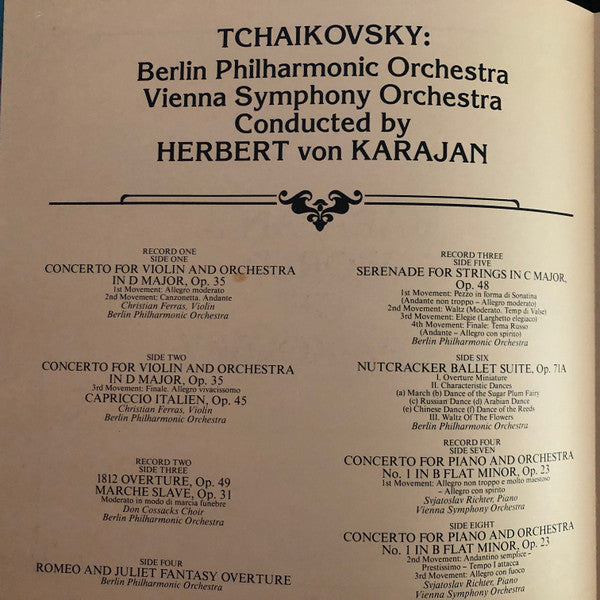 TCHAIKOVSKY:
Berlin Philharmonic Orchestra
Vienna Symphony Orchestra
Conducted by
HERBERT von KARAJAN
RECORD ONE
SIDE ONE
CONCERTO FOR VIOLIN AND ORCHESTRA
IN D MAJOR, Op. 35
1st Movement: Allegro moderato
2nd Movement: Canzonetta. Andante
Christian Ferras, Violin
Berlin Philharmonic Orchestra
SIDE TWO
CONCERTO FOR VIOLIN AND ORCHESTRA
IN D MAJOR, Op. 35
3rd Movement: Finale. Allegro vivacissomo
CAPRICCIO ITALIEN, Op. 45
Christian Ferras, Violin
Berlin Philharmonic Orchestra
RECORD TWO
SIDE THREE
1812 OVERTURE, Op. 49
MARCHE SLAVE, Op. 31
Moderato in modo di marcia funebre
Don Cossacks Choir
Berlin Philharmonic Orchestra
SIDE FOUR
ROMEO AND JULIET FANTASY OVERTURE
Berlin Philharmonic Orchestra
RECORD THREE
SIDE FIVE
SERENADE FOR STRINGS IN C MAJOR,
Op. 48
1st Movement: Pezzo in forma di Sonatina
(Andante non troppo – Allegro moderato)
2nd Movement: Waltz (Moderato. Temp di Valse)
3rd Movement: Elegie (Larghetto elegiaco)
4th Movement: Finale: Tema Russo
(Andante – Allegro con spirito)
Berlin Philharmonic Orchestra
SIDE SIX
NUTCRACKER BALLET SUITE, Op. 71A
I. Overture Miniature
II. Characteristic Dances
(a) March (b) Dance of the Sugar Plum Fairy
(c) Russian Dance (d) Arabian Dance
(e) Chinese Dance (f) Dance of the Reeds
III. Waltz Of The Flowers
Berlin Philharmonic Orchestra
RECORD FOUR
SIDE SEVEN
CONCERTO FOR PIANO AND ORCHESTRA
No. 1 IN B FLAT MINOR, Op. 23
1st Movement: Allegro non troppo e molto maestoso
– Allegro con spirito
Svjatoslav Richter, Piano
Vienna Symphony Orchestra
SIDE EIGHT
CONCERTO FOR PIANO AND ORCHESTRA
No. 1 IN B FLAT MINOR, Op. 23
2nd Movement: Andantino semplice –
Prestissimo – Tempo I attacca
3rd Movement: Allegro con fuoco
Svjatoslav Richter, Piano
Vienna Symphony Orchestra